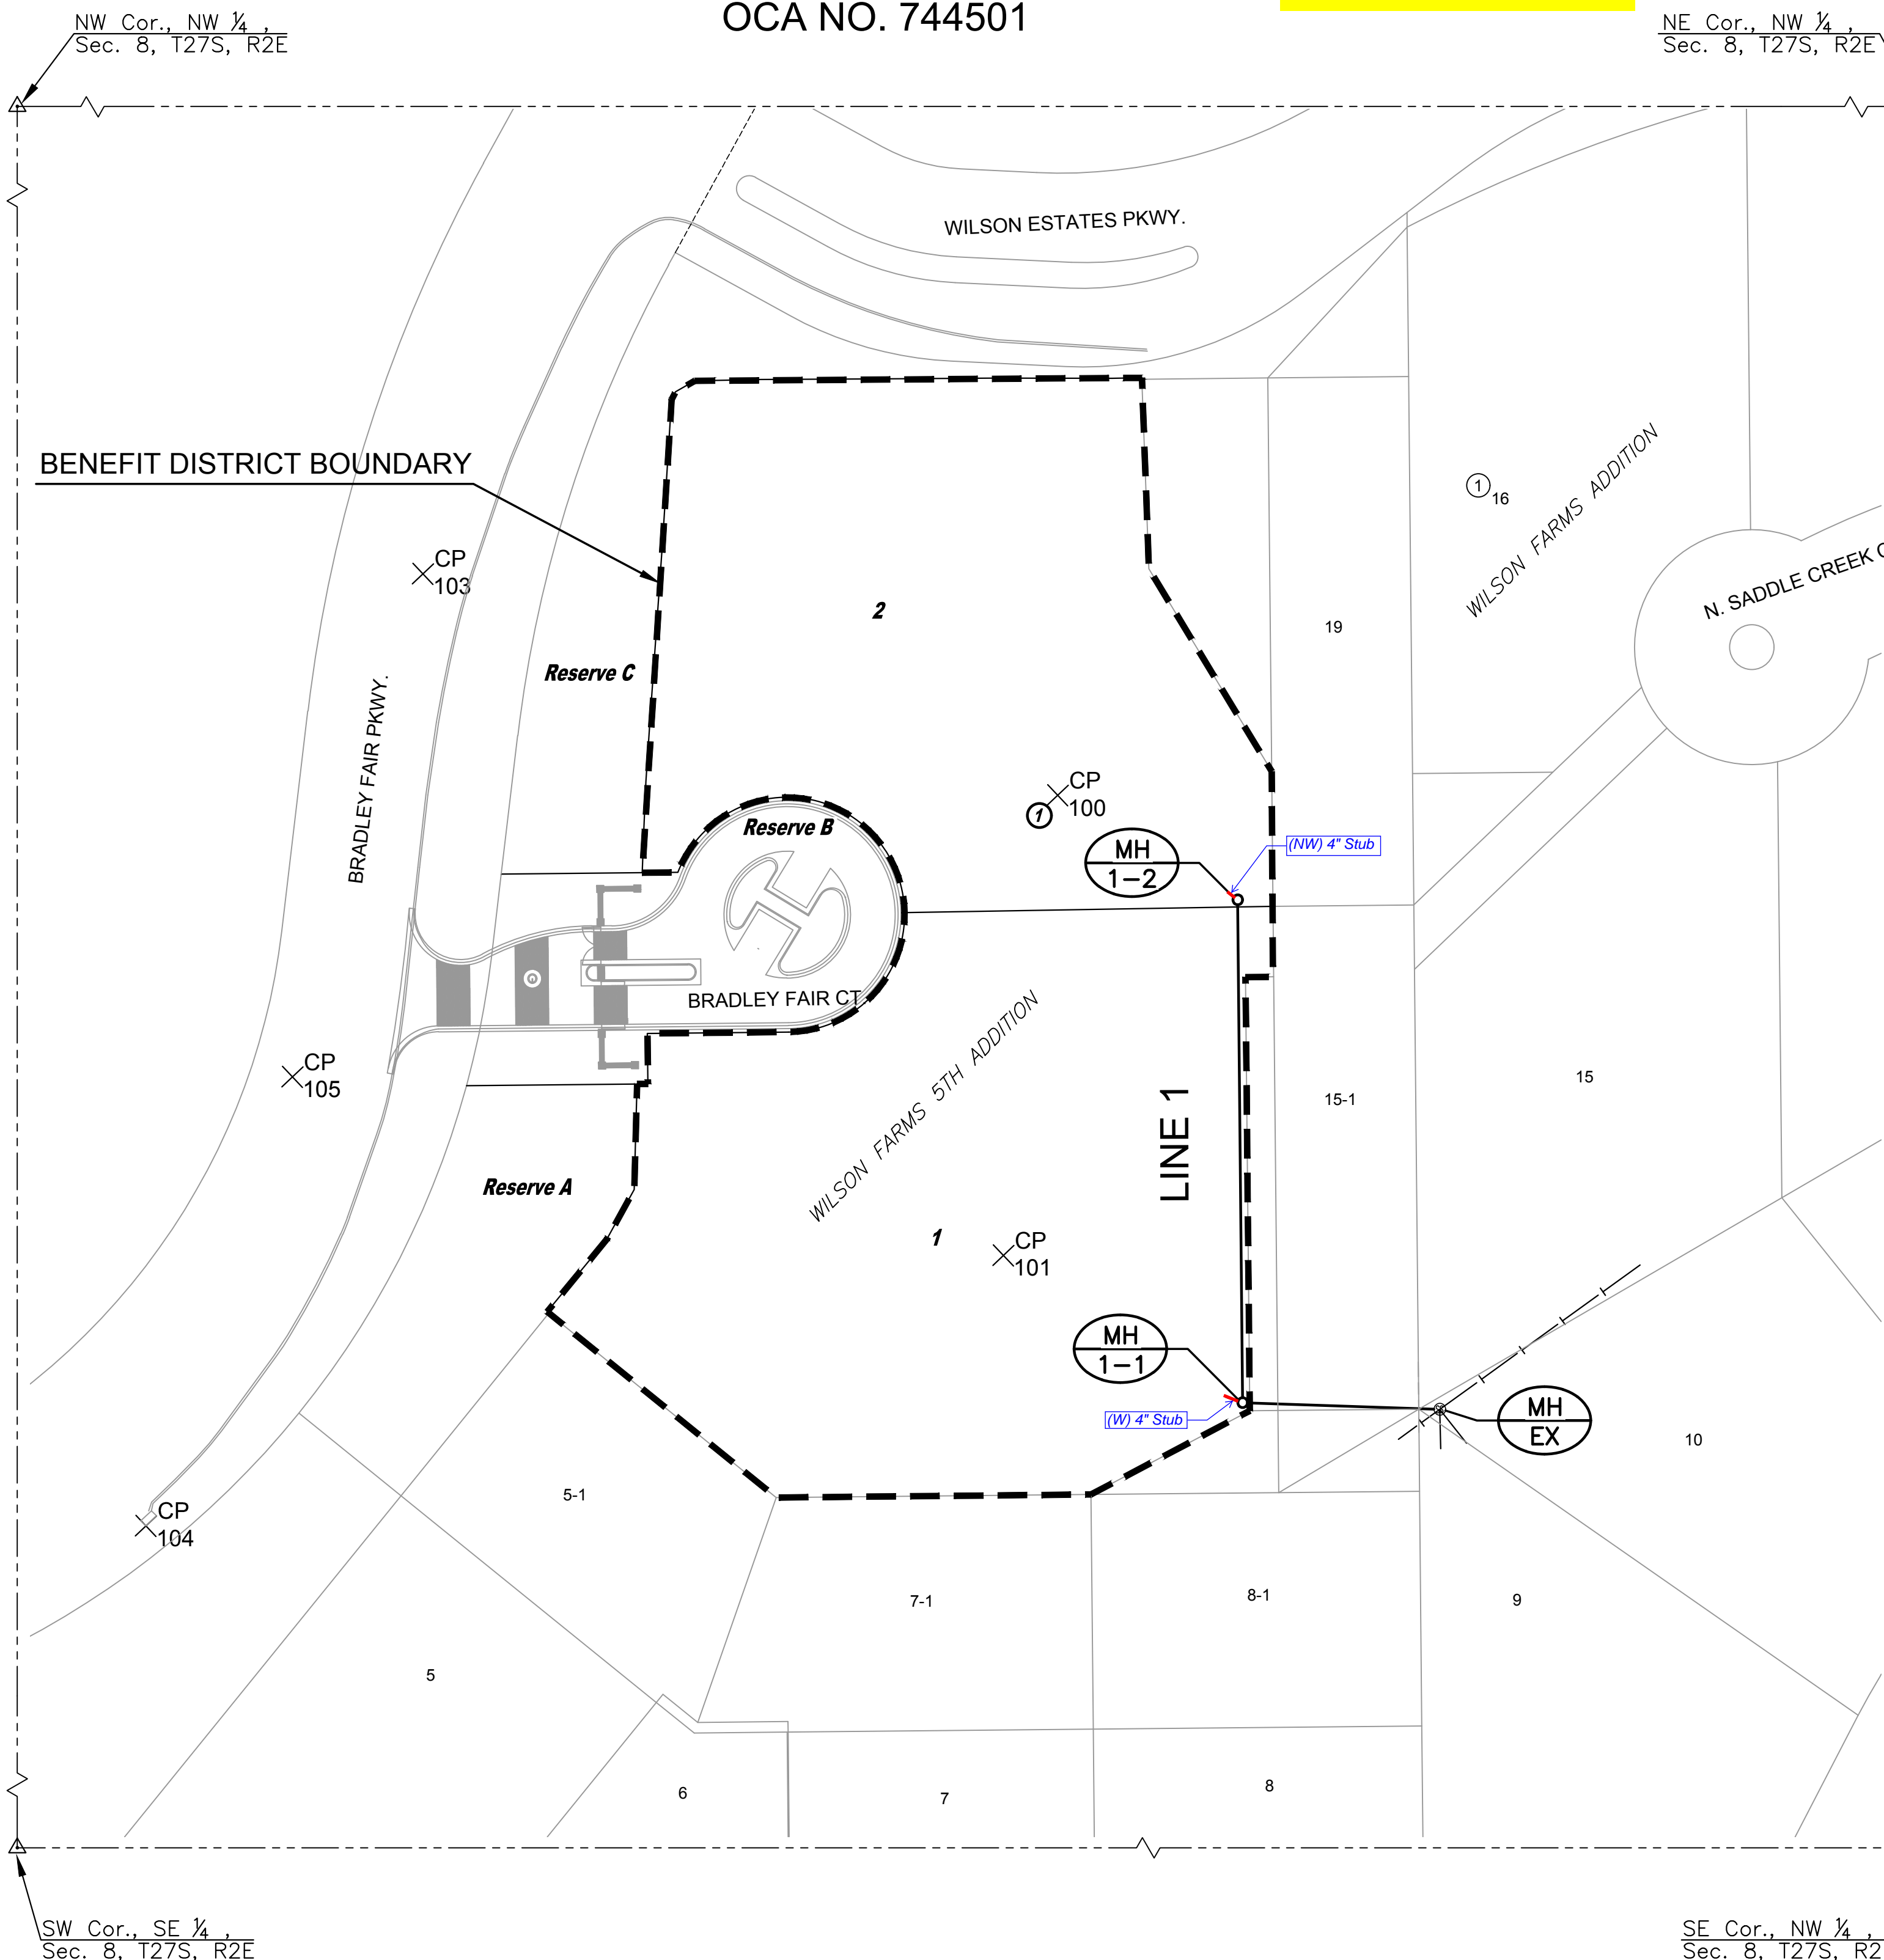 OCA NO. 744501
NW Cor., NW ¼ ,
Sec. 8, T27S, R2E
NE Cor., NW ¼ ,
Sec. 8, T27S, R2E
WILSON ESTATES PKWY.
BENEFIT DISTRICT BOUNDARY
WILSON FARMS ADDITION
1
16
CP
103
N. SADDLE CREEK C
2
19
Reserve C
BRADLEY FAIR PKWY.
CP
100
1
Reserve B
MH
1-2
(NW) 4" Stub
BRADLEY FAIR CT
CP
105
WILSON FARMS 5TH ADDITION
LINE 1
15-1
15
Reserve A
1
CP
101
MH
1-1
(W) 4" Stub
MH
EX
10
5-1
CP
104
7-1
8-1
9
5
6
7
8
SW Cor., SE ¼ ,
Sec. 8, T27S, R2E
SE Cor., NW ¼ ,
Sec. 8, T27S, R2